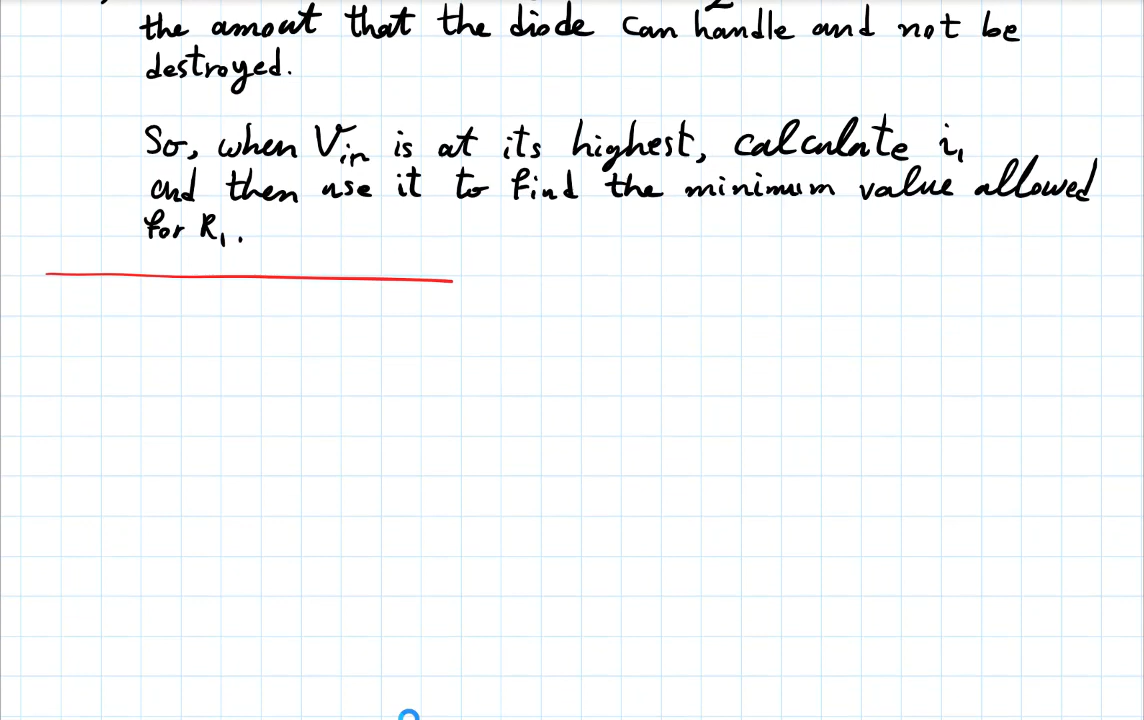 the amout that the diode can handle and not be
destroyed.
So, when Vin is at its highest, calculate i₁
and then use it to find the minimum value allowed
for R₁.